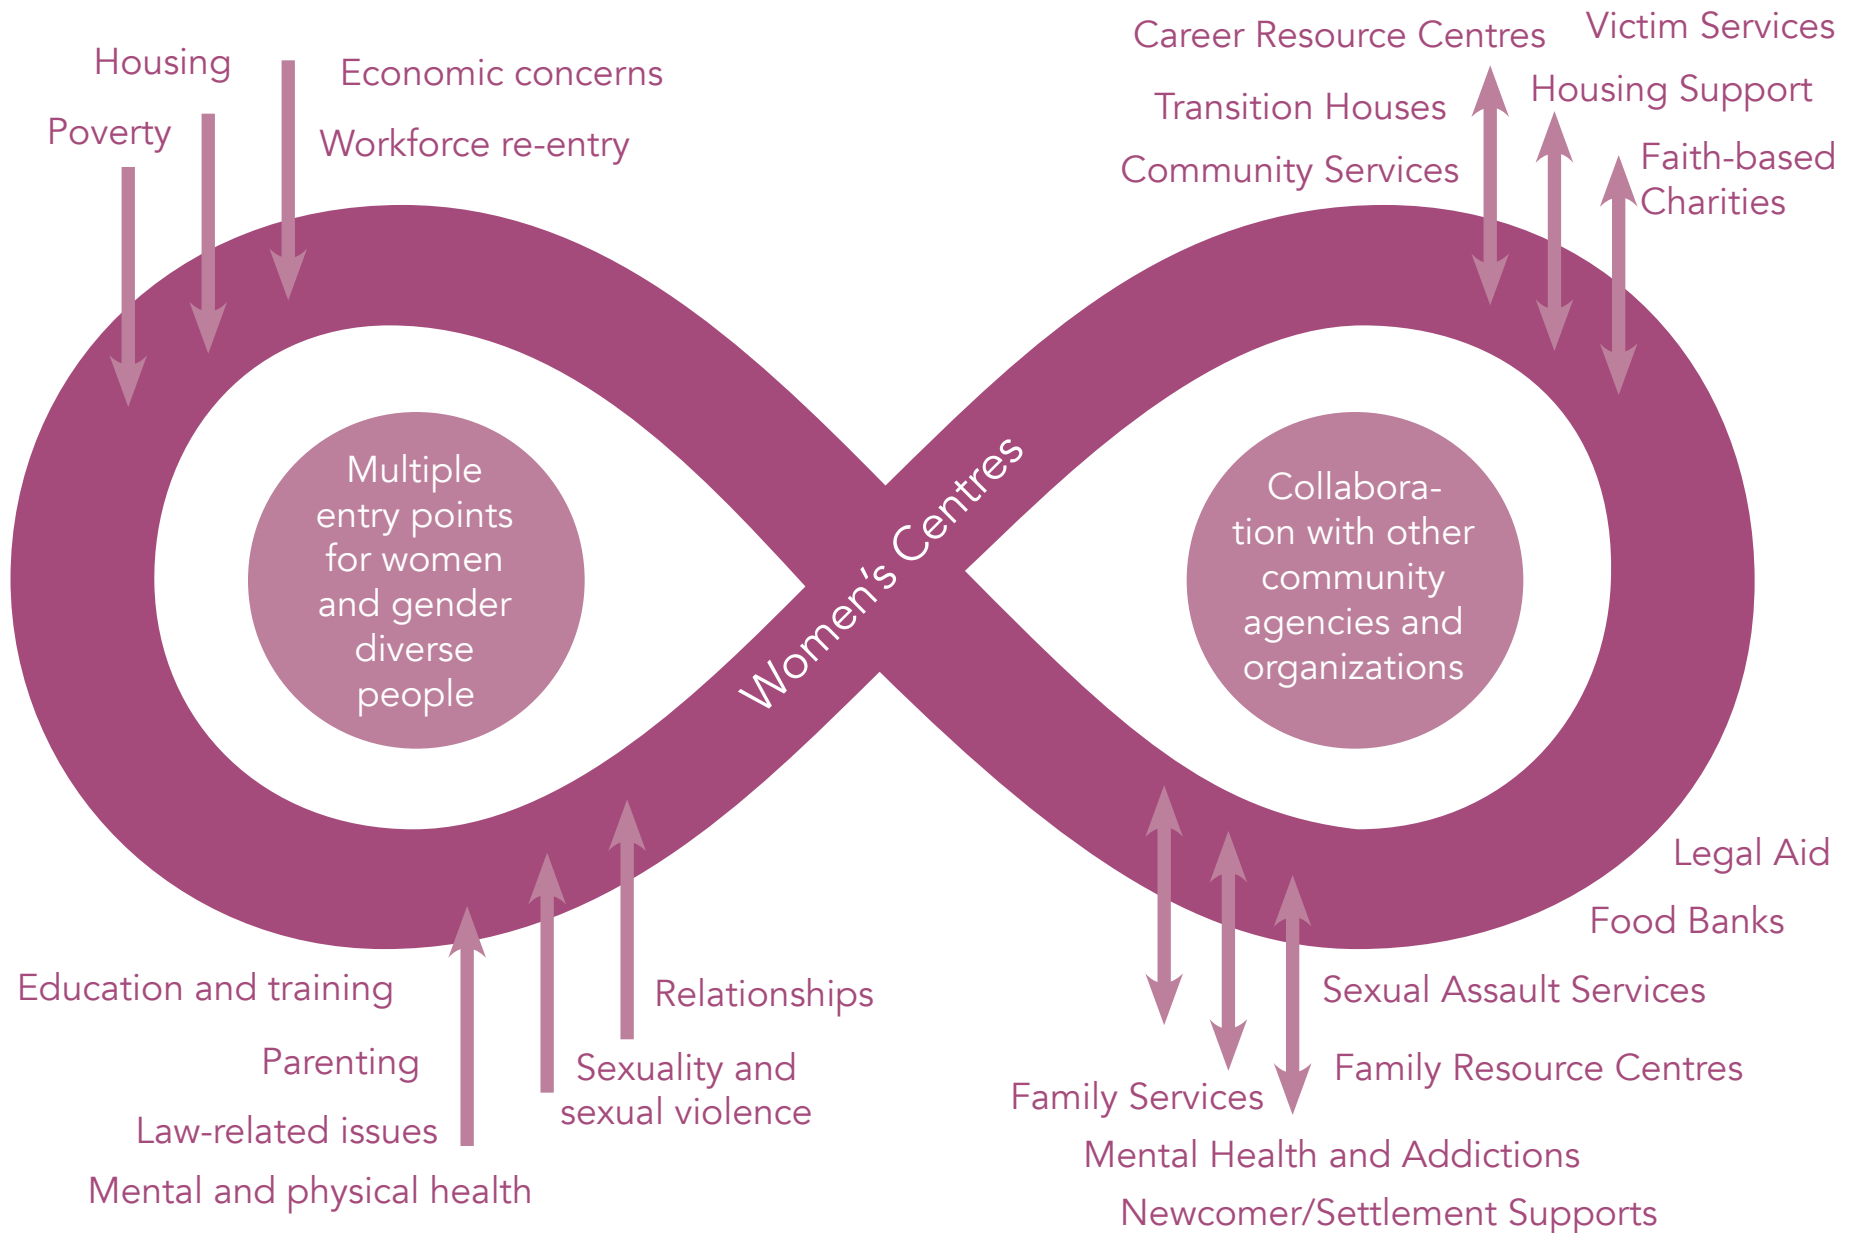 Housing
Economic concerns
Poverty
Workforce re-entry
Career Resource Centres
Victim Services
Transition Houses
Housing Support
Community Services
Faith-based
Charities
Multiple
entry points
for women
and gender
diverse
people
Women's Centres
Collabora-
tion with other
community
agencies and
organizations
Education and training
Relationships
Parenting
Sexuality and
sexual violence
Law-related issues
Mental and physical health
Legal Aid
Food Banks
Sexual Assault Services
Family Resource Centres
Family Services
Mental Health and Addictions
Newcomer/Settlement Supports